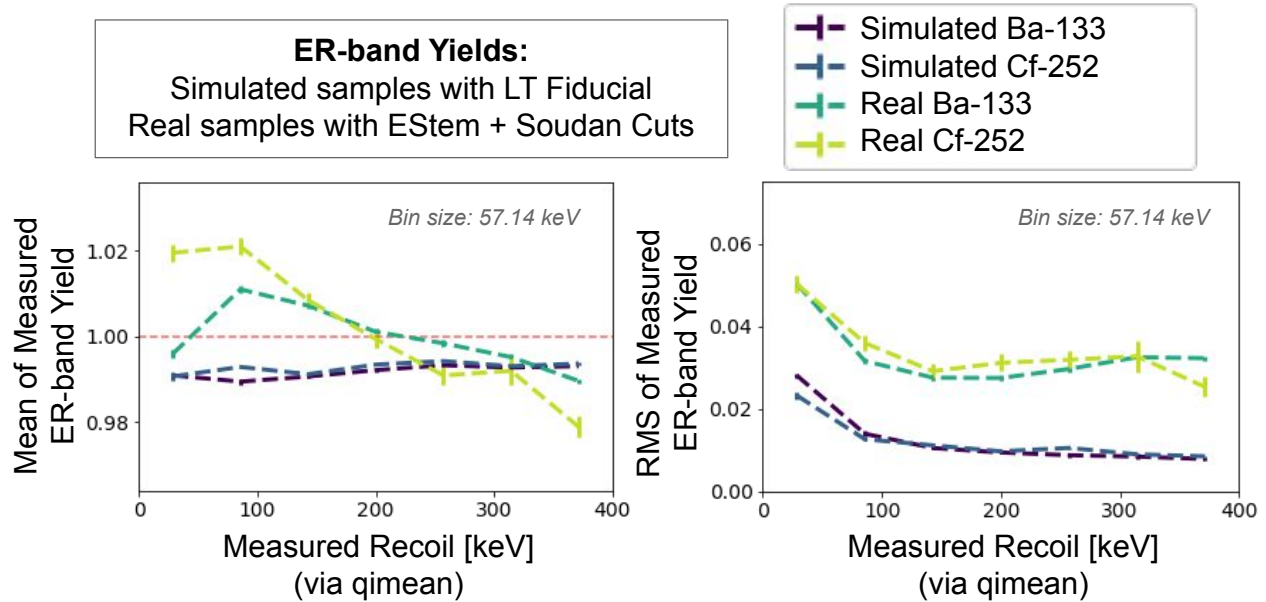 ER-band Yields:
Simulated samples with LT Fiducial
Real samples with EStem + Soudan Cuts
Simulated Ba-133
Simulated Cf-252
Real Ba-133
Real Cf-252
Mean of Measured
ER-band Yield
Bin size: 57.14 keV
1.02
1.00
0.98
0
100
200
300
400
Measured Recoil [keV]
(via qimean)
RMS of Measured
ER-band Yield
Bin size: 57.14 keV
0.06
0.04
0.02
0.00
0
100
200
300
400
Measured Recoil [keV]
(via qimean)